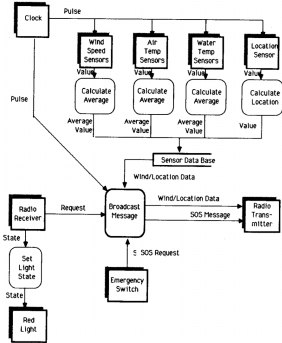 Clock
Pulse
Wind
Speed
Sensors
Air
Temp
Sensors
Water
Temp
Sensors
Location
Sensor
Value
Value
Value
Value
Calculate
Average
Calculate
Average
Calculate
Average
Calculate
Location
Pulse
Average
Value
Average
Value
Average
Value
Value
Sensor Data Base
Wind/Location Data
Radio
Receiver
Request
Broadcast
Message
Wind/Location Data
SOS Message
Radio
Trans-
mitter
State
S SOS Request
Set
Light
State
Emergency
Switch
State
Red
Light